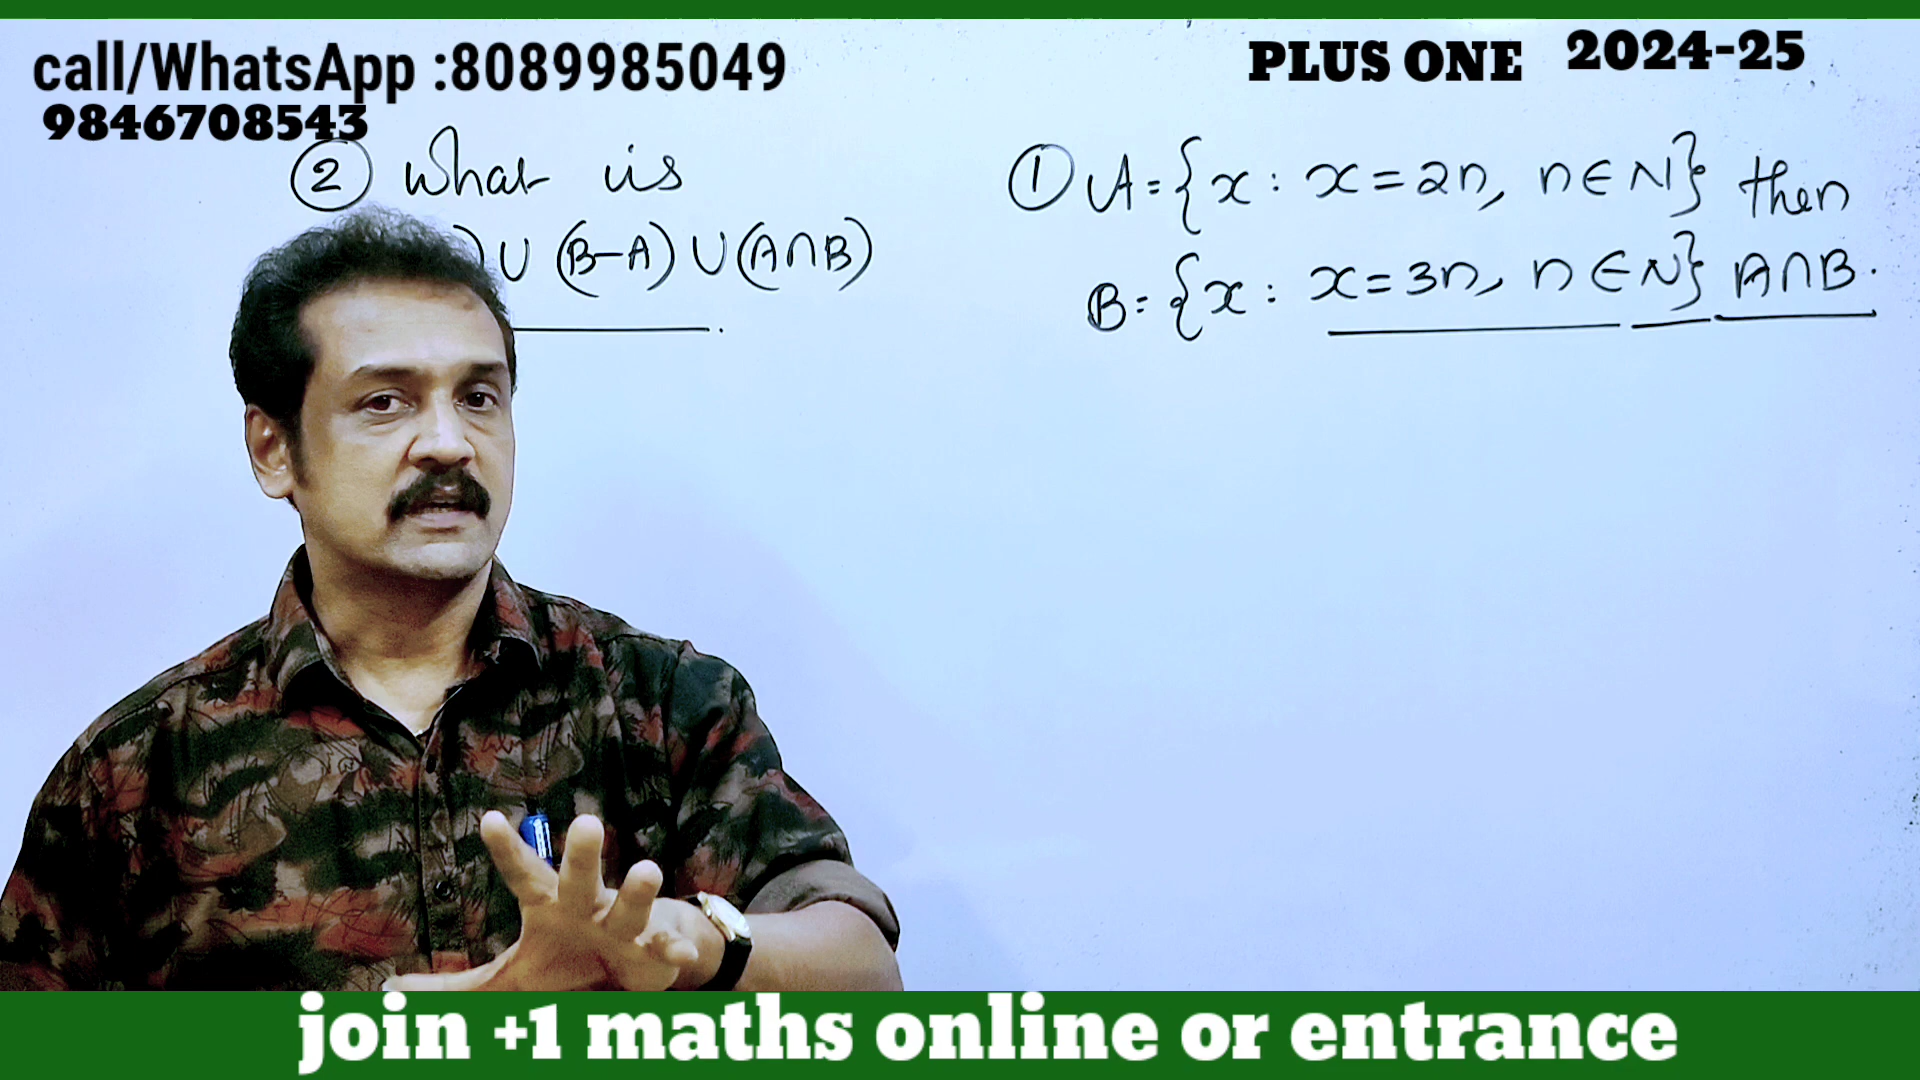 call/WhatsApp :8089985049
9846708543
PLUS ONE 2024-25
② What is
) ∪ (B-A) ∪ (A∩B)
① A = {x : x = 2n, n ∈ N} then
B = {x : x = 3n, n ∈ N} A∩B.
join +1 maths online or entrance